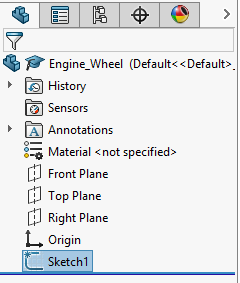 Engine_Wheel (Default<<Default>_
History
Sensors
Annotations
Material <not specified>
Front Plane
Top Plane
Right Plane
Origin
Sketch1